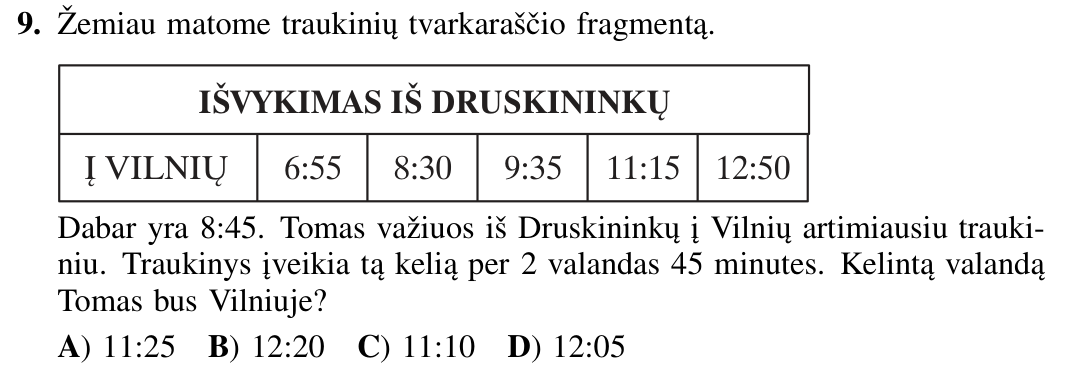 9. Žemiau matome traukinių tvarkaraščio fragmentą.
IŠVYKIMAS IŠ DRUSKININKŲ
Į VILNIŲ 6:55 8:30 9:35 11:15 12:50
Dabar yra 8:45. Tomas važiuos iš Druskininkų į Vilnių artimiausiu trauki-
niu. Traukinys įveikia tą kelią per 2 valandas 45 minutes. Kelintą valandą
Tomas bus Vilniuje?
A) 11:25 B) 12:20 C) 11:10 D) 12:05